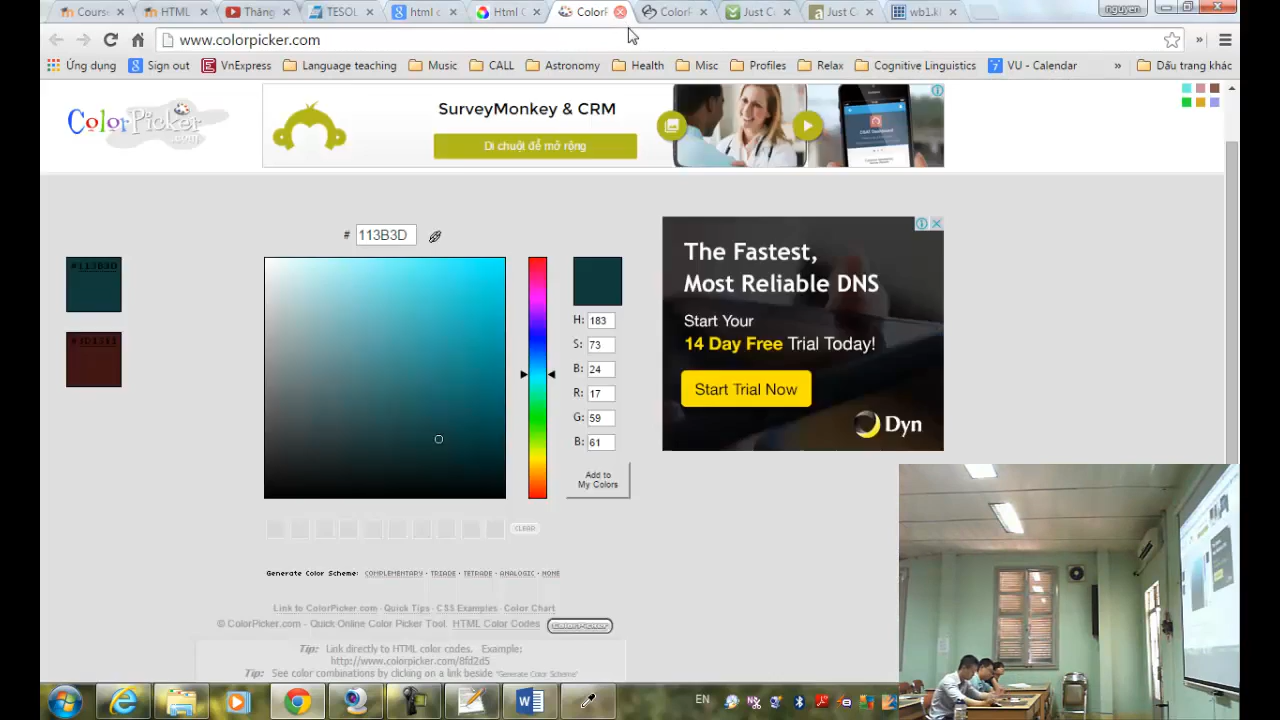 Cours
HTML
Tháng
TESOL
html c
Html C
ColorP
ColorP
Just C
Just C
wb1.k
nguyen
www.colorpicker.com
Ứng dụng
Sign out
VnExpress
Language teaching
Music
CALL
Astronomy
Health
Misc
Profiles
Relax
Cognitive Linguistics
VU - Calendar
»
Dấu trang khác
ColorPicker
.com
SurveyMonkey & CRM
Di chuột để mở rộng
# 113B3D
#113B3D
#3D1311
H: 183
S: 73
B: 24
R: 17
G: 59
B: 61
Add to
My Colors
CLEAR
The Fastest,
Most Reliable DNS
Start Your
14 Day Free Trial Today!
Start Trial Now
Dyn
Generate Color Scheme: COMPLEMENTARY · TRIADE · TETRADE · ANALOGIC · NONE
Link to ColorPicker.com · Quick Tips · CSS Examples · Color Chart
© ColorPicker.com - Quick Online Color Picker Tool. HTML Color Codes
Tip: Link directly to HTML color codes. Example:
http://www.colorpicker.com/8fd2d5
Tip: See color combinations by clicking on a link beside "Generate Color Scheme"
EN